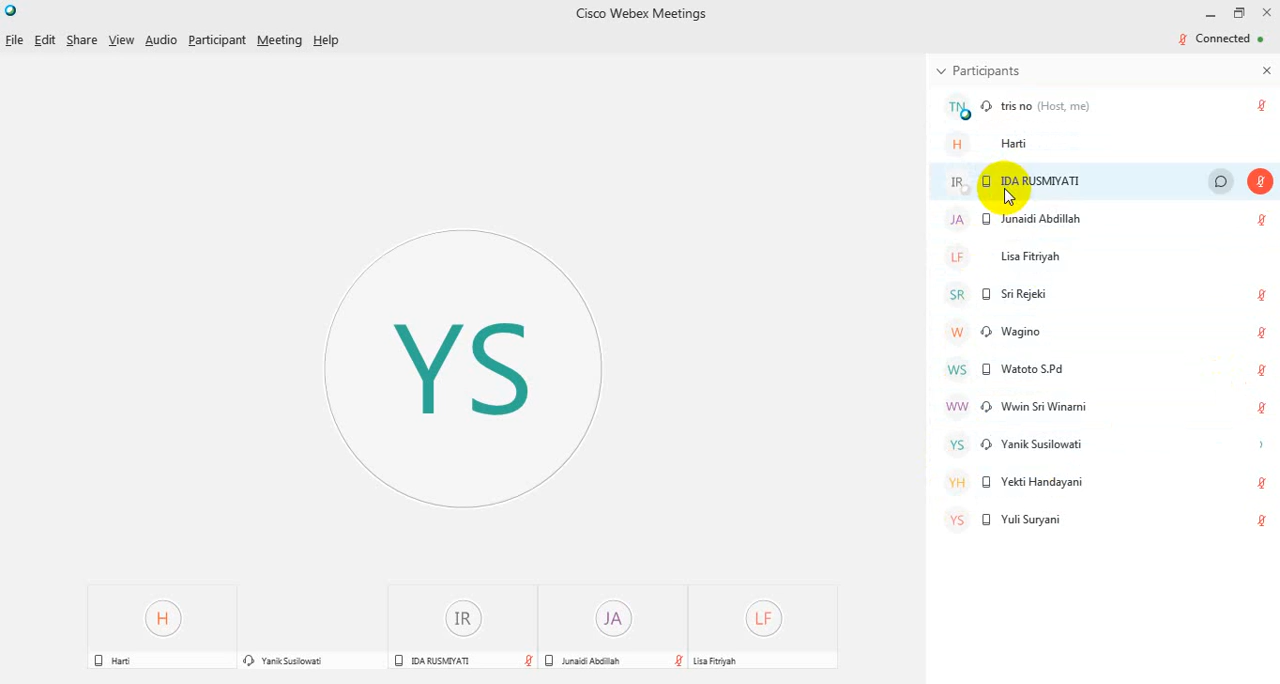 Cisco Webex Meetings
File Edit Share View Audio Participant Meeting Help
Connected
Participants
TN tris no (Host, me)
H Harti
IR IDA RUSMIYATI
JA Junaidi Abdillah
LF Lisa Fitriyah
SR Sri Rejeki
W Wagino
WS Watoto S.Pd
WW Wwin Sri Winarni
YS Yanik Susilowati
YH Yekti Handayani
YS Yuli Suryani
YS
H IR JA LF
Harti Yanik Susilowati IDA RUSMIYATI Junaidi Abdillah Lisa Fitriyah